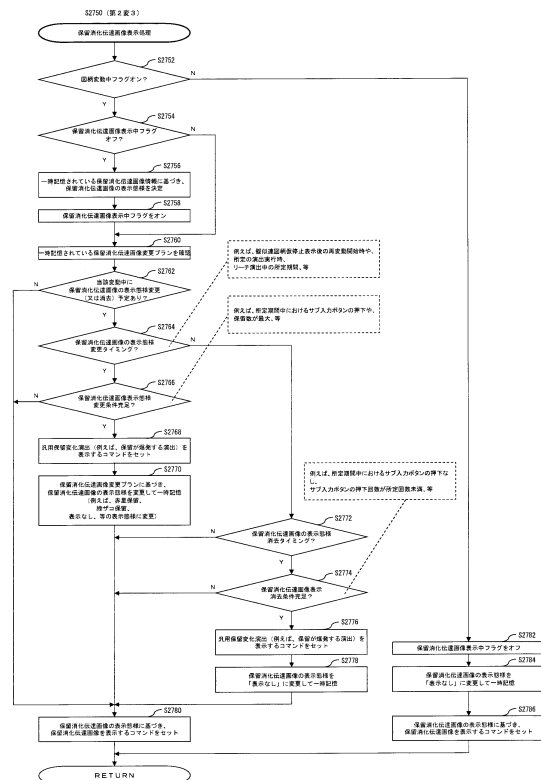 S2750(第2変3)
保留消化伝達画像表示処理
S2752
図柄変動中フラグオン?
N
Y
S2754
保留消化伝達画像表示中フラグ
オフ?
N
Y
S2756
一時記憶されている保留消化伝達画像情報に基づき、
保留消化伝達画像の表示態様を決定
S2758
保留消化伝達画像表示中フラグをオン
S2760
一時記憶されている保留消化伝達画像変更プランを確認
例えば、擬似連図柄仮停止表示後の再変動開始時や、
所定の演出実行時、
リーチ演出中の所定期間、等
S2762
当該変動中に
保留消化伝達画像の表示態様変更
(又は消去)予定あり?
N
Y
例えば、所定期間中におけるサブ入力ボタンの押下や、
保留数が最大、等
S2764
保留消化伝達画像の表示態様
変更タイミング?
N
Y
S2766
保留消化伝達画像表示態様
変更条件充足?
N
Y
S2768
汎用保留変化演出(例えば、保留が爆発する演出)を
表示するコマンドをセット
S2770
保留消化伝達画像変更プランに基づき、
保留消化伝達画像の表示態様を変更して一時記憶
(例えば、赤星保留、
緑ザコ保留、
表示なし、等の表示態様に変更)
例えば、所定期間中におけるサブ入力ボタンの押下な
し、
サブ入力ボタンの押下回数が所定回数未満、等
S2772
保留消化伝達画像の表示態様
消去タイミング?
N
Y
S2774
保留消化伝達画像表示
消去条件充足?
N
Y
S2776
汎用保留変化演出(例えば、保留が爆発する演出)を
表示するコマンドをセット
S2778
保留消化伝達画像の表示態様を
「表示なし」に変更して一時記憶
S2782
保留消化伝達画像表示中フラグをオフ
S2784
保留消化伝達画像の表示態様を
「表示なし」に変更して一時記憶
S2780
保留消化伝達画像の表示態様に基づき、
保留消化伝達画像を表示するコマンドをセット
S2786
保留消化伝達画像の表示態様に基づき、
保留消化伝達画像を表示するコマンドをセット
RETURN